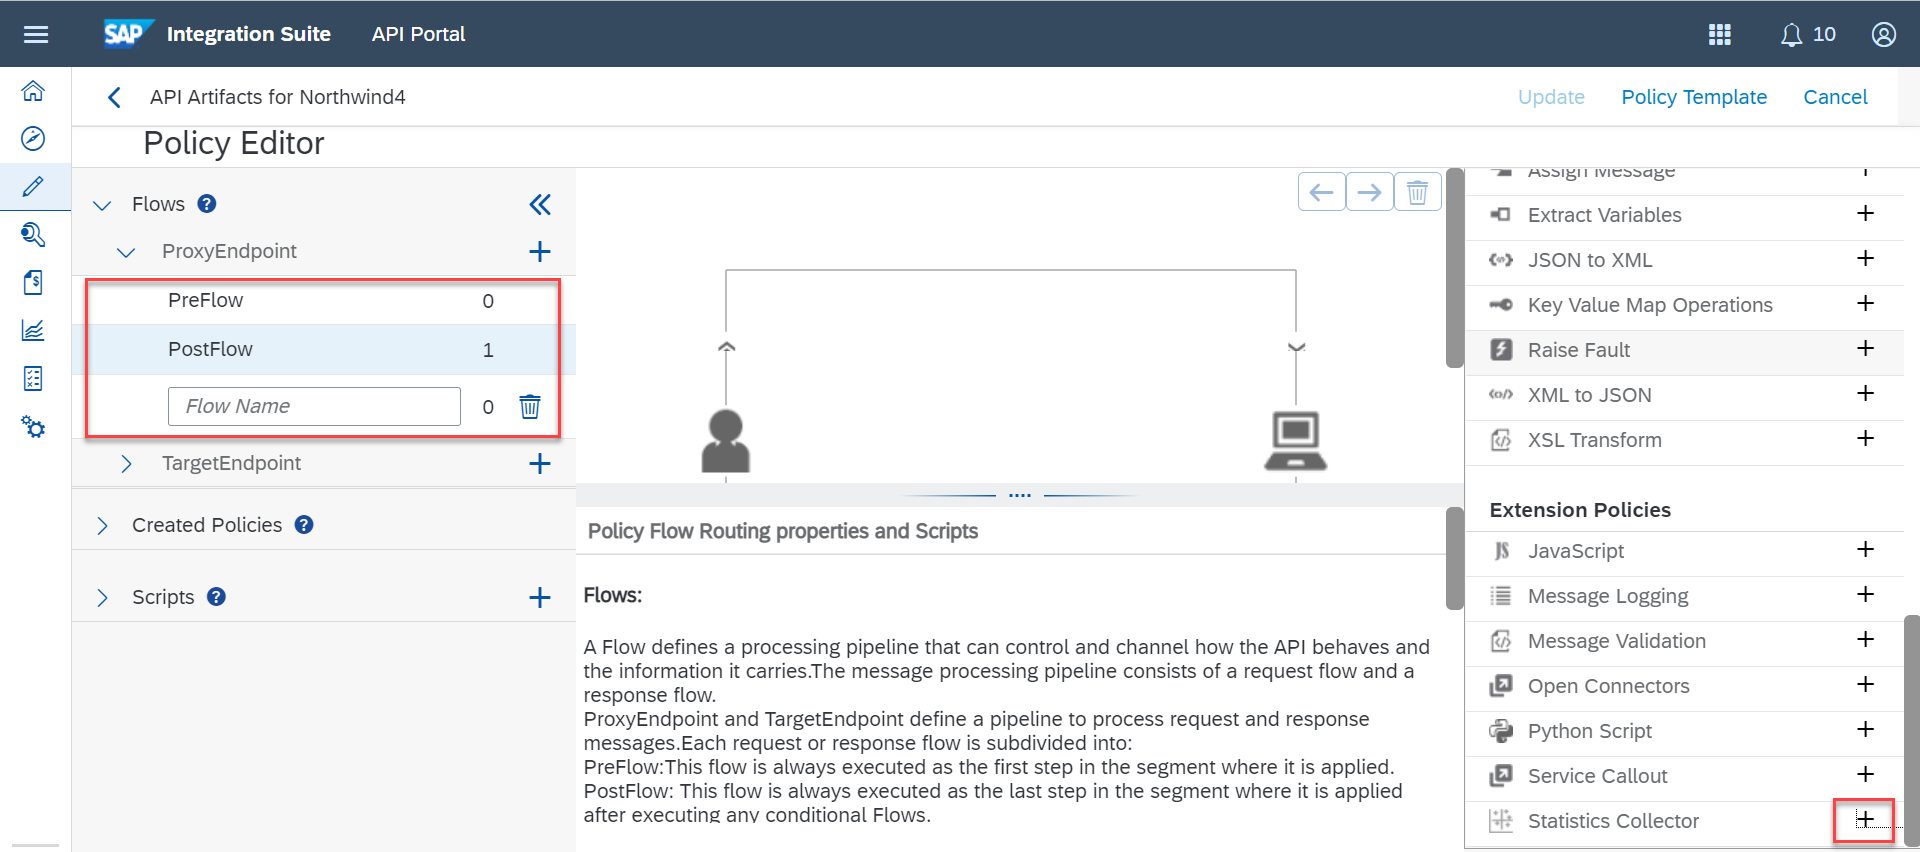 SAP Integration Suite API Portal 10
API Artifacts for Northwind4 Update Policy Template Cancel
Policy Editor
Flows ?
ProxyEndpoint
PreFlow 0
PostFlow 1
Flow Name 0
TargetEndpoint
Created Policies ?
Scripts ?
Policy Flow Routing properties and Scripts
Flows:
A Flow defines a processing pipeline that can control and channel how the API behaves and
the information it carries.The message processing pipeline consists of a request flow and a
response flow.
ProxyEndpoint and TargetEndpoint define a pipeline to process request and response
messages.Each request or response flow is subdivided into:
PreFlow:This flow is always executed as the first step in the segment where it is applied.
PostFlow: This flow is always executed as the last step in the segment where it is applied
after executing any conditional Flows.
Assign Message
Extract Variables
JSON to XML
Key Value Map Operations
Raise Fault
XML to JSON
XSL Transform
Extension Policies
JS JavaScript
Message Logging
Message Validation
Open Connectors
Python Script
Service Callout
Statistics Collector